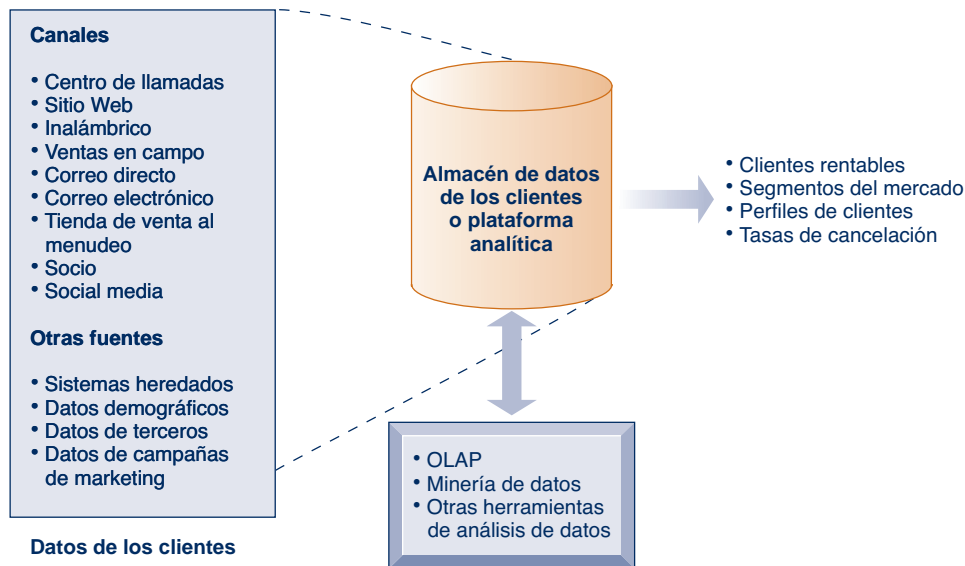 Canales
• Centro de llamadas
• Sitio Web
• Inalámbrico
• Ventas en campo
• Correo directo
• Correo electrónico
• Tienda de venta al
menudeo
• Socio
• Social media
Otras fuentes
• Sistemas heredados
• Datos demográficos
• Datos de terceros
• Datos de campañas
de marketing
Datos de los clientes
Almacén de datos
de los clientes
o plataforma
analítica
• Clientes rentables
• Segmentos del mercado
• Perfiles de clientes
• Tasas de cancelación
• OLAP
• Minería de datos
• Otras herramientas
de análisis de datos